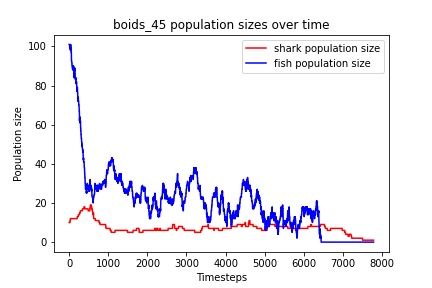 boids_45 population sizes over time
shark population size
fish population size
Population size
100
80
60
40
20
0
0 1000 2000 3000 4000 5000 6000 7000 8000
Timesteps